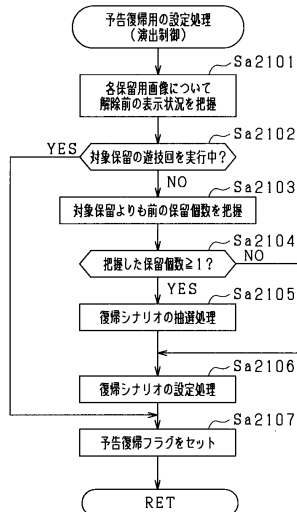 予告復帰用の設定処理
(演出制御)
Sa2101
各保留用画像について
解除前の表示状況を把握
Sa2102
YES
対象保留の遊技回を実行中?
NO
Sa2103
対象保留よりも前の保留個数を把握
Sa2104
把握した保留個数≧1?
NO
YES
Sa2105
復帰シナリオの抽選処理
Sa2106
復帰シナリオの設定処理
Sa2107
予告復帰フラグをセット
RET